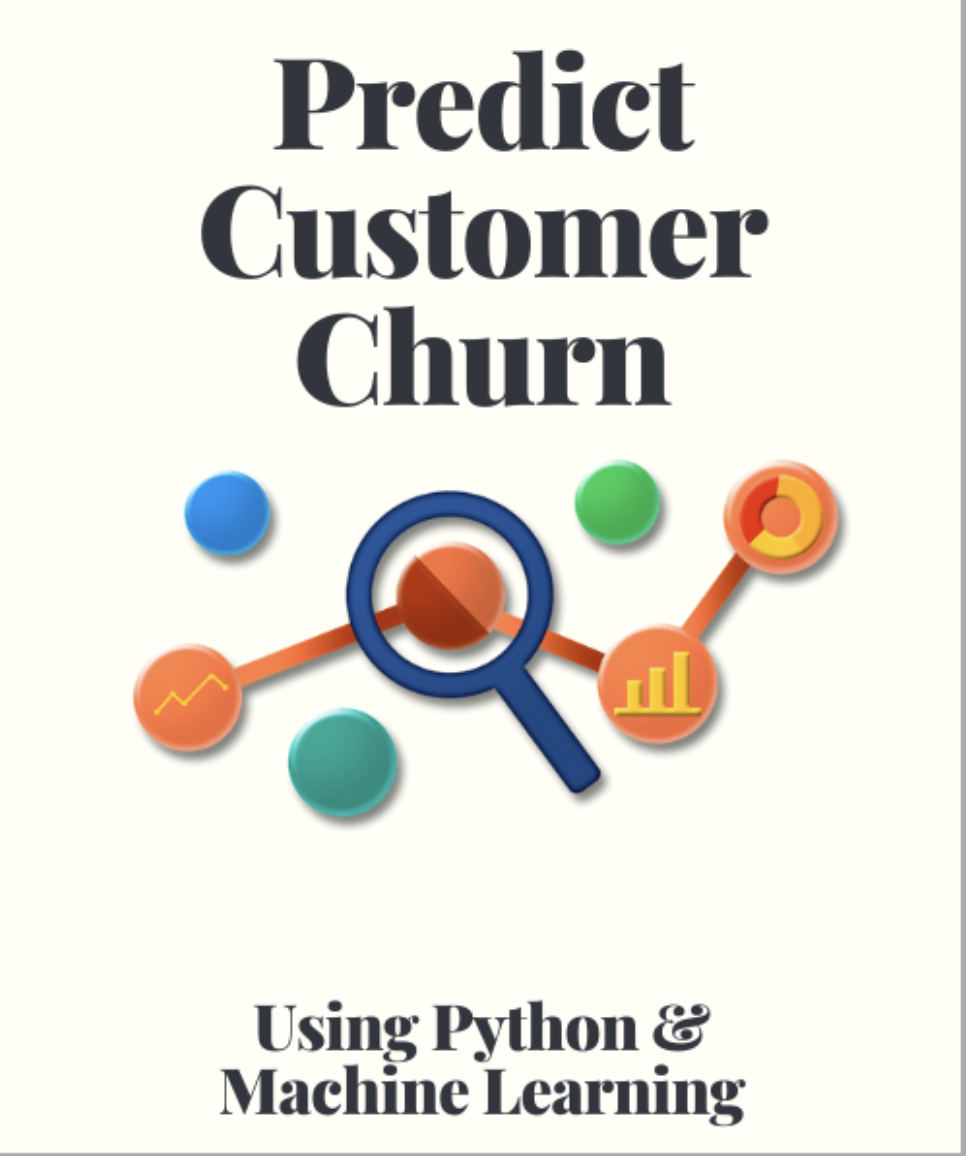 Predict
Customer
Churn
Using Python &
Machine Learning